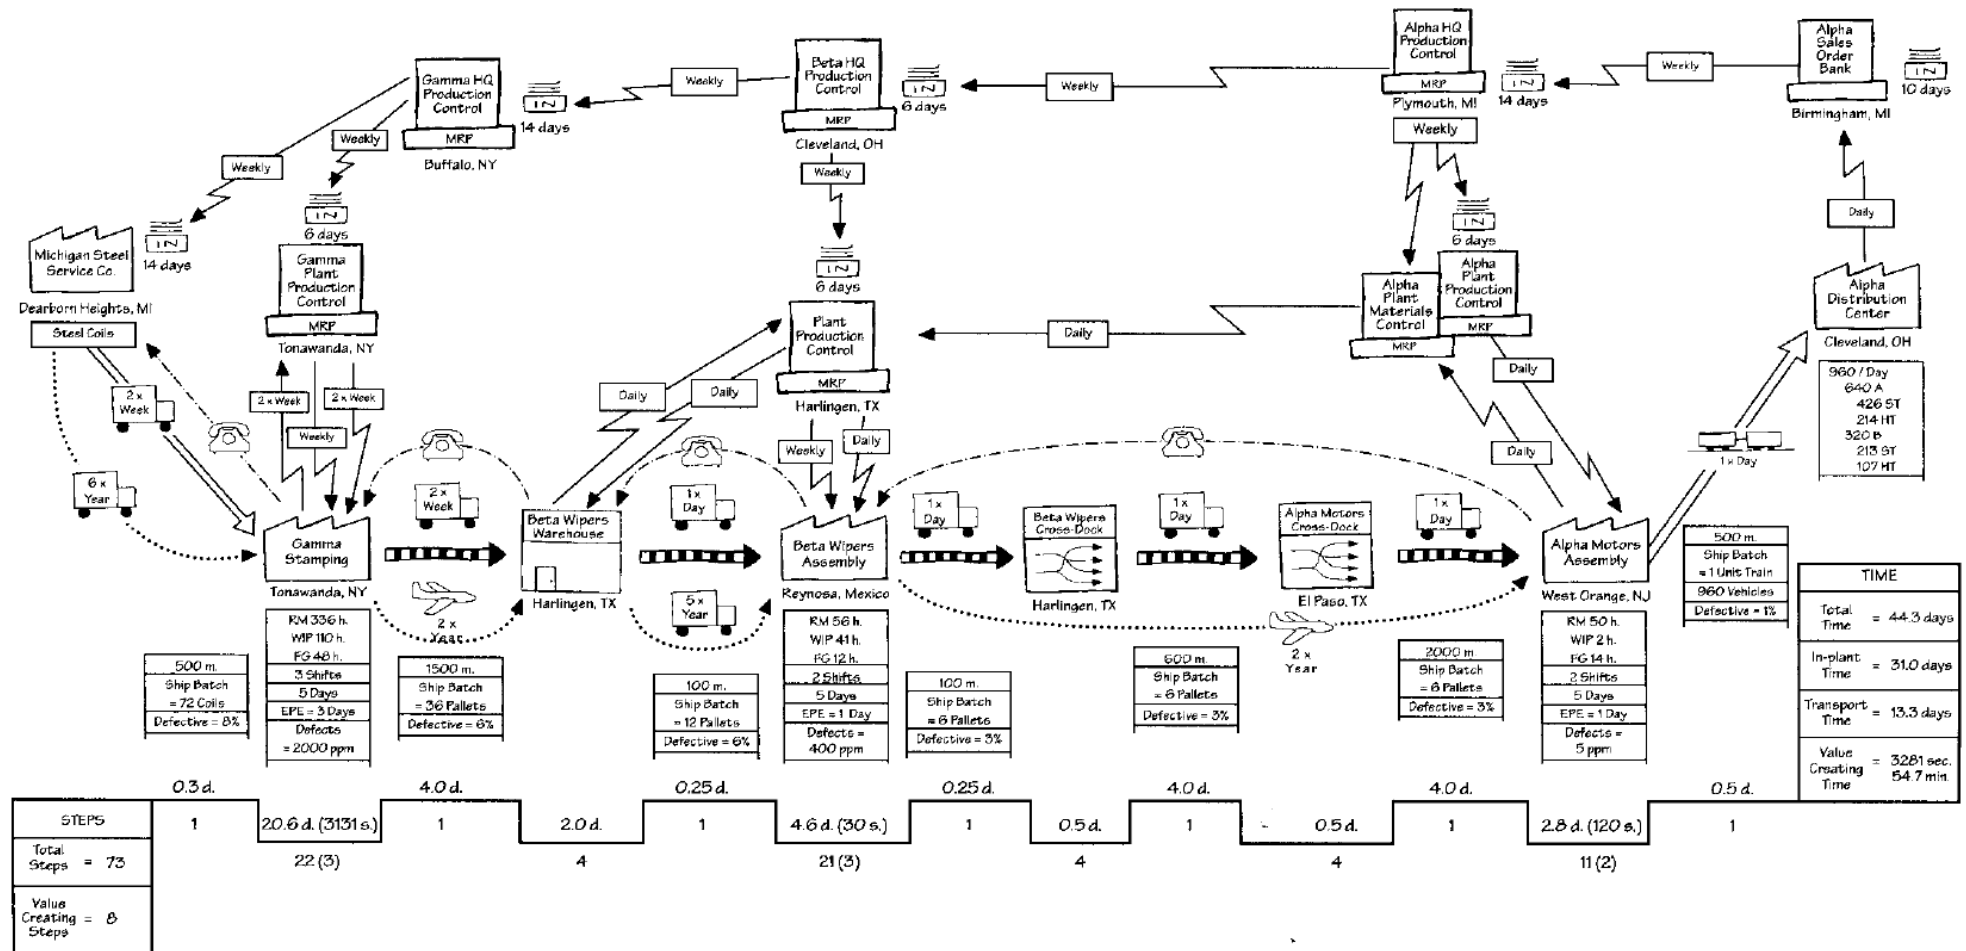 Gamma HQ
Production
Control
MRP
Buffalo, NY
IN
14 days
Weekly
Beta HQ
Production
Control
MRP
Cleveland, OH
IN
6 days
Weekly
Alpha HQ
Production
Control
MRP
Plymouth, MI
IN
14 days
Weekly
Alpha
Sales
Order
Bank
Birmingham, MI
IN
10 days
Weekly
Weekly
Weekly
Weekly
Daily
Michigan Steel
Service Co.
Dearborn Heights, MI
IN
14 days
Steel Coils
IN
6 days
Gamma
Plant
Production
Control
MRP
Tonawanda, NY
IN
6 days
Plant
Production
Control
MRP
Harlingen, TX
Daily
IN
6 days
Alpha
Plant
Materials
Control
MRP
Alpha
Plant
Production
Control
MRP
Alpha
Distribution
Center
Cleveland, OH
960 / Day
640 A
426 ST
214 HT
320 B
213 ST
107 HT
2 x
Week
6 x
Year
2 x Week
Weekly
2 x Week
Daily
Daily
Weekly
Daily
Daily
Daily
1 x Day
Gamma
Stamping
Tonawanda, NY
2 x
Week
2 x
Year
Beta Wipers
Warehouse
Harlingen, TX
1 x
Day
5 x
Year
Beta Wipers
Assembly
Reynosa, Mexico
1 x
Day
Beta Wipers
Cross-Dock
Harlingen, TX
1 x
Day
Alpha Motors
Cross-Dock
El Paso, TX
2 x
Year
1 x
Day
Alpha Motors
Assembly
West Orange, NJ
500 m.
Ship Batch
= 72 Coils
Defective = 8%
RM 336 h.
WIP 110 h.
FG 48 h.
3 Shifts
5 Days
EPE = 3 Days
Defects
= 2000 ppm
1500 m.
Ship Batch
= 36 Pallets
Defective = 6%
100 m.
Ship Batch
= 12 Pallets
Defective = 6%
RM 56 h.
WIP 41 h.
FG 12 h.
2 Shifts
5 Days
EPE = 1 Day
Defects =
400 ppm
100 m.
Ship Batch
= 6 Pallets
Defective = 3%
600 m.
Ship Batch
= 6 Pallets
Defective = 3%
2000 m.
Ship Batch
= 6 Pallets
Defective = 3%
RM 50 h.
WIP 2 h.
FG 14 h.
2 Shifts
5 Days
EPE = 1 Day
Defects =
5 ppm
500 m.
Ship Batch
= 1 Unit Train
960 Vehicles
Defective = 1%
TIME
Total
Time = 44.3 days
In-plant
Time = 31.0 days
Transport
Time = 13.3 days
Value
Creating
Time = 3281 sec.
54.7 min.
0.3 d. 4.0 d. 0.25 d. 0.25 d. 4.0 d. 4.0 d. 0.5 d.
1 20.6 d. (3131 s.) 1 2.0 d. 1 4.6 d. (30 s.) 1 0.5 d. 1 0.5 d. 1 2.8 d. (120 s.) 1
22 (3) 4 21 (3) 4 4 11 (2)
STEPS
Total
Steps = 73
Value
Creating = 8
Steps